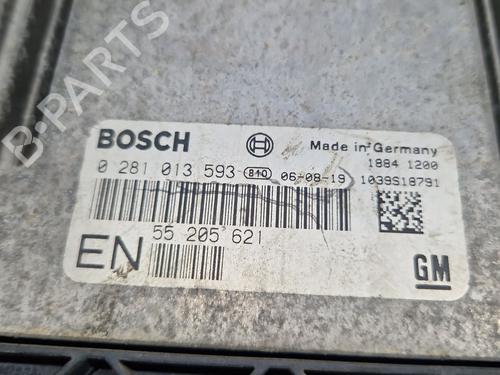 B-PARTS
BOSCH
Made in Germany
1884 1200
0 281 013 593 840 06-08-19 1039S18791
EN
55 205 621
GM